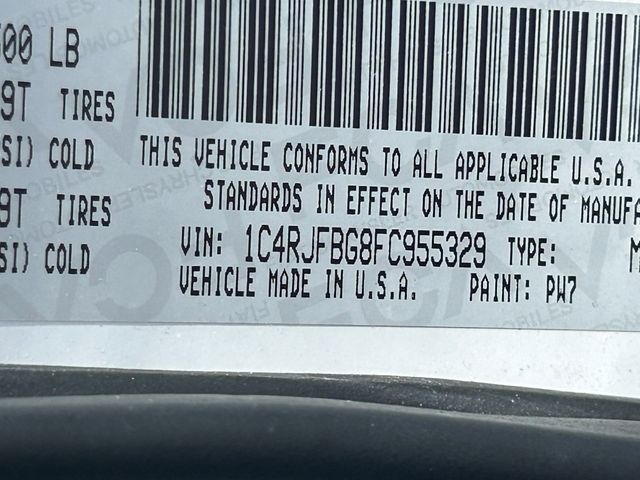 500 LB
9T TIRES
SI) COLD
THIS VEHICLE CONFORMS TO ALL APPLICABLE U.S.A.
STANDARDS IN EFFECT ON THE DATE OF MANUFA
9T TIRES
SI) COLD
VIN: 1C4RJFBG8FC955329 TYPE: M
VEHICLE MADE IN U.S.A. PAINT: PW7